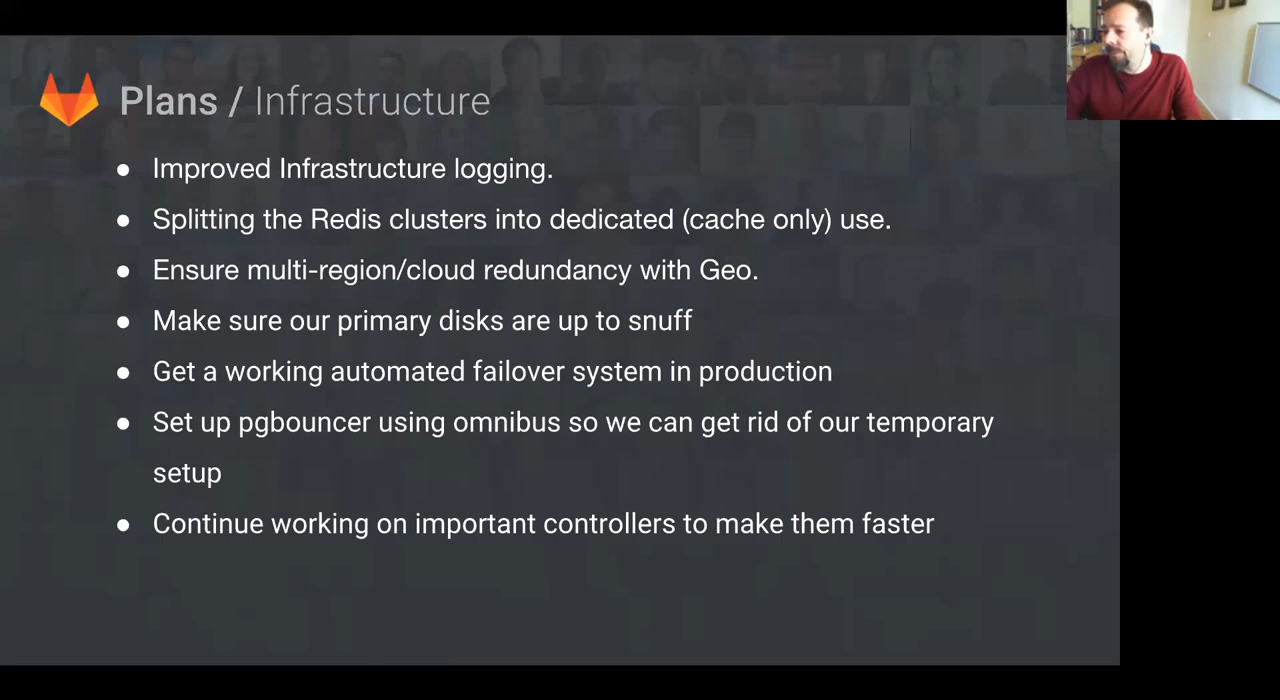 Plans / Infrastructure
● Improved Infrastructure logging.
● Splitting the Redis clusters into dedicated (cache only) use.
● Ensure multi-region/cloud redundancy with Geo.
● Make sure our primary disks are up to snuff
● Get a working automated failover system in production
● Set up pgbouncer using omnibus so we can get rid of our temporary
setup
● Continue working on important controllers to make them faster